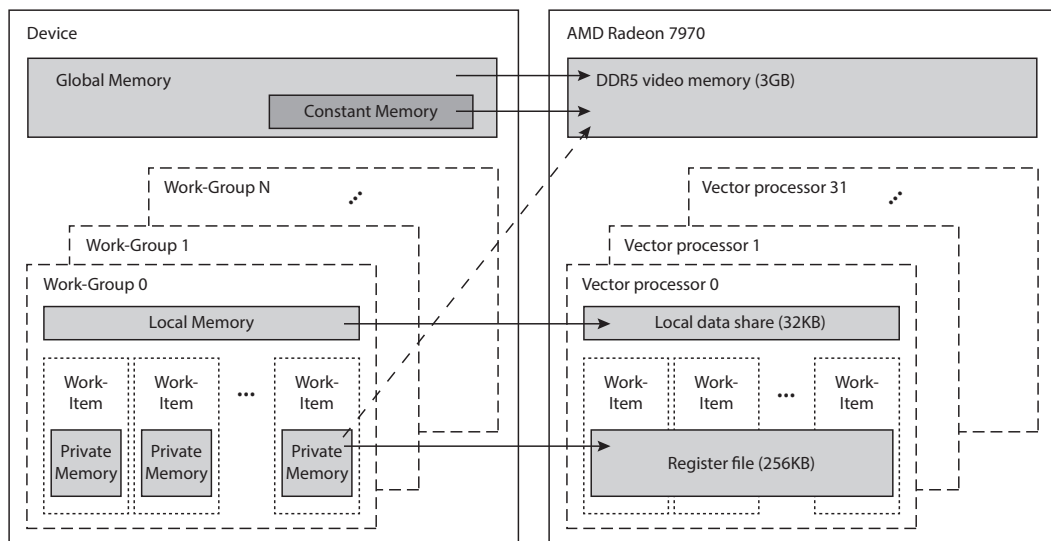 Device
Global Memory
Constant Memory
Work-Group N
...
Work-Group 1
Work-Group 0
Local Memory
Work-
Item
Work-
Item
...
Work-
Item
Private
Memory
Private
Memory
Private
Memory
AMD Radeon 7970
DDR5 video memory (3GB)
Vector processor 31
...
Vector processor 1
Vector processor 0
Local data share (32KB)
Work-
Item
Work-
Item
...
Work-
Item
Register file (256KB)